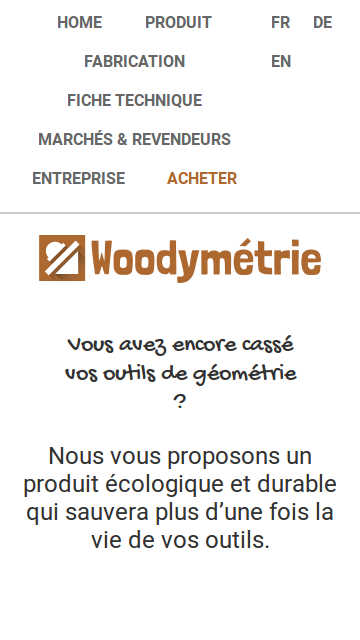 HOME PRODUIT FR DE
FABRICATION EN
FICHE TECHNIQUE
MARCHÉS & REVENDEURS
ENTREPRISE ACHETER
Woodymétrie
Vous avez encore cassé
vos outils de géométrie
?
Nous vous proposons un
produit écologique et durable
qui sauvera plus d’une fois la
vie de vos outils.